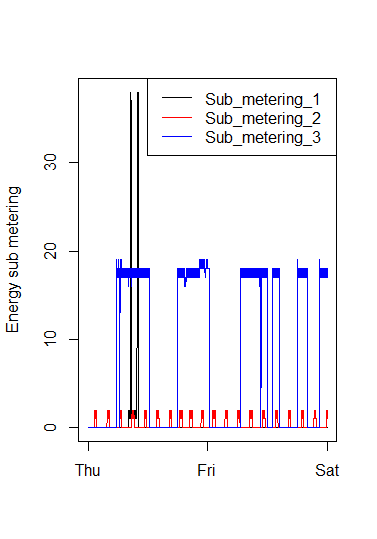 Sub_metering_1
Sub_metering_2
Sub_metering_3
Energy sub metering
30
20
10
0
Thu Fri Sat